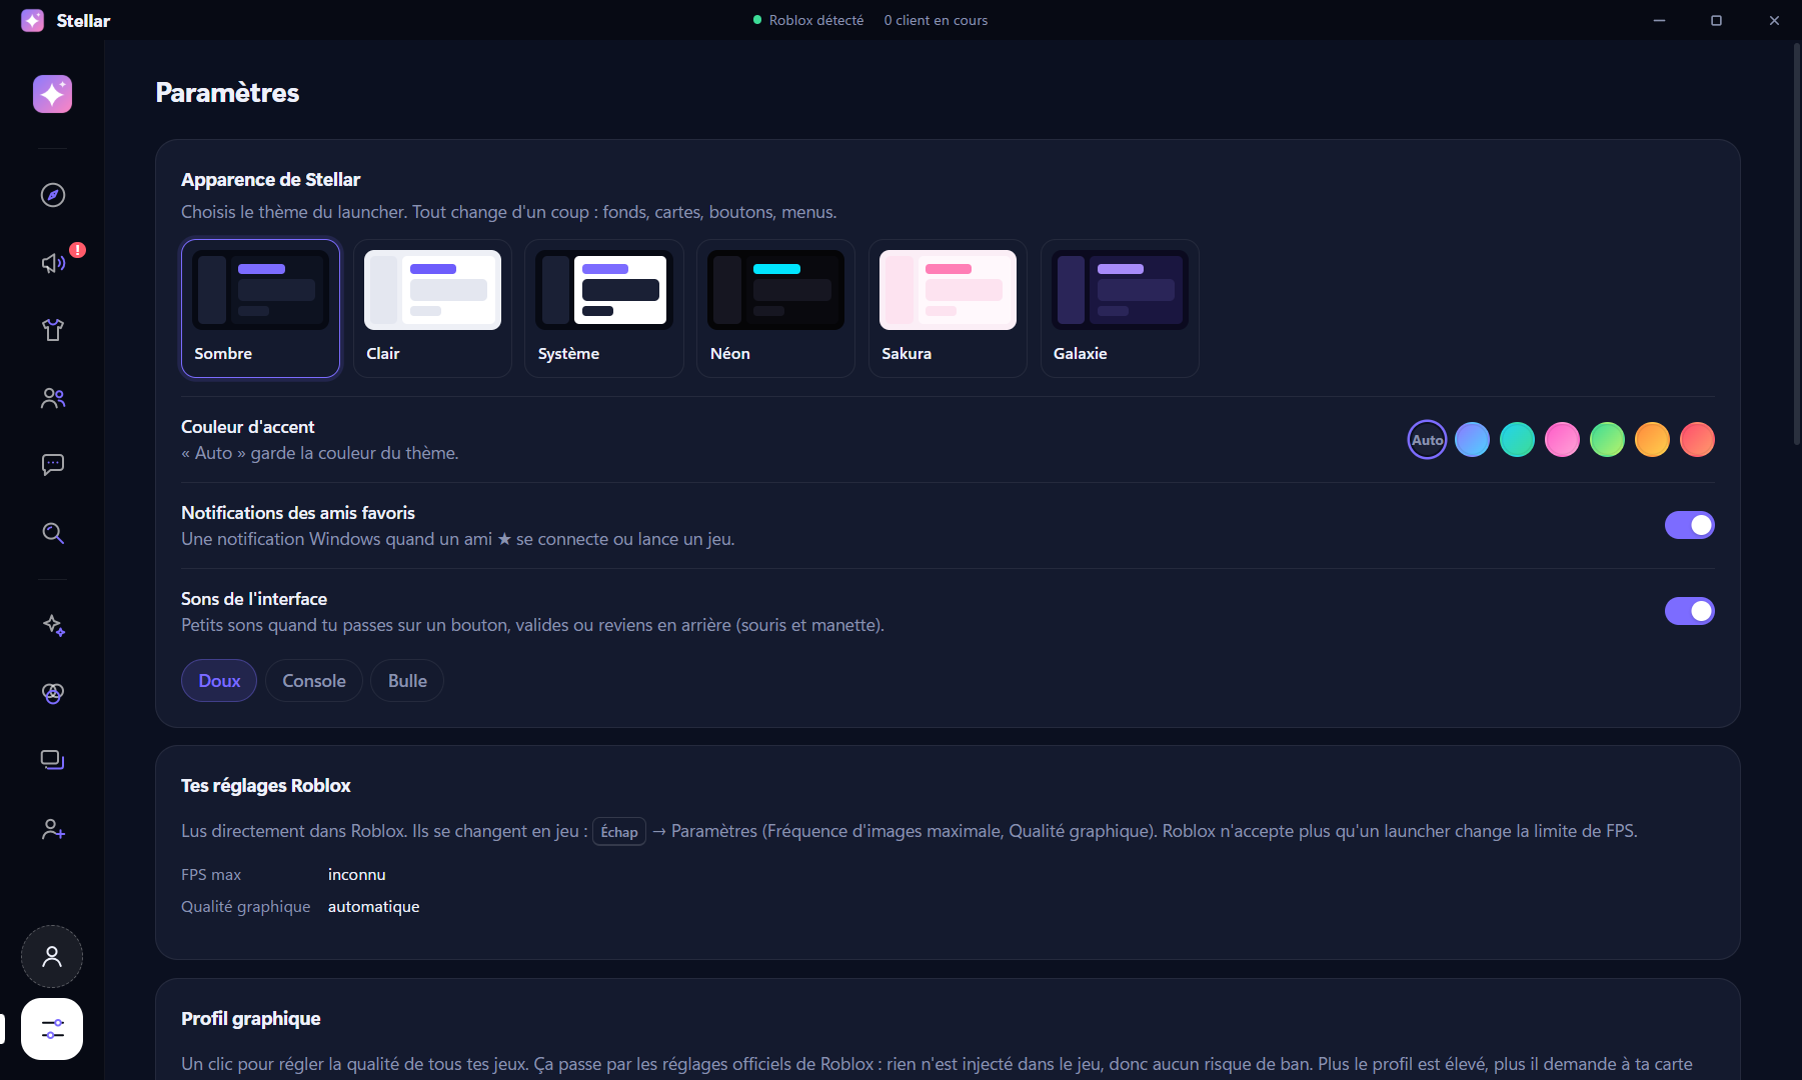 Stellar
Roblox détecté 0 client en cours
Paramètres
!
Apparence de Stellar
Choisis le thème du launcher. Tout change d'un coup : fonds, cartes, boutons, menus.
Sombre
Clair
Système
Néon
Sakura
Galaxie
Couleur d'accent
« Auto » garde la couleur du thème.
Auto
Notifications des amis favoris
Une notification Windows quand un ami ★ se connecte ou lance un jeu.
Sons de l'interface
Petits sons quand tu passes sur un bouton, valides ou reviens en arrière (souris et manette).
Doux
Console
Bulle
Tes réglages Roblox
Lus directement dans Roblox. Ils se changent en jeu : Échap → Paramètres (Fréquence d'images maximale, Qualité graphique). Roblox n'accepte plus qu'un launcher change la limite de FPS.
FPS max inconnu
Qualité graphique automatique
Profil graphique
Un clic pour régler la qualité de tous tes jeux. Ça passe par les réglages officiels de Roblox : rien n'est injecté dans le jeu, donc aucun risque de ban. Plus le profil est élevé, plus il demande à ta carte